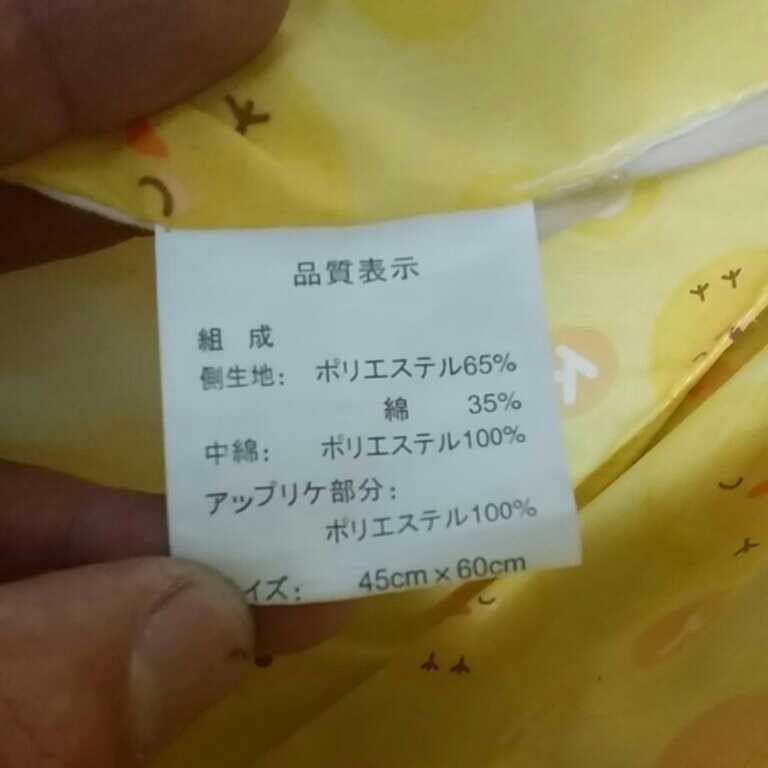 品質表示
組 成
側生地: ポリエステル65%
綿 35%
中綿: ポリエステル100%
アップリケ部分:
ポリエステル100%
イズ: 45cm×60cm